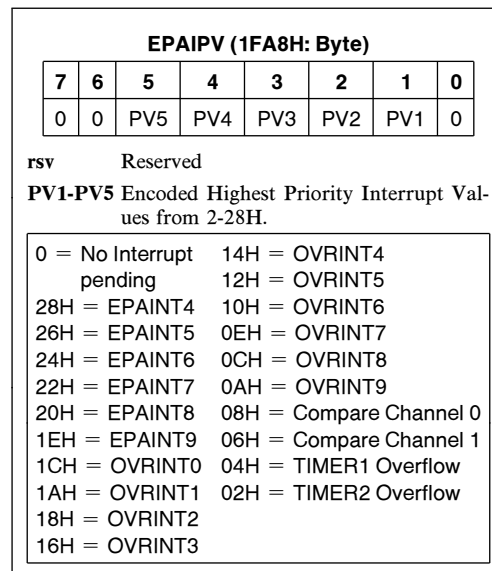 EPAIPV (1FA8H: Byte)
7 6 5 4 3 2 1 0
0 0 PV5 PV4 PV3 PV2 PV1 0
rsv Reserved
PV1-PV5 Encoded Highest Priority Interrupt Val-
ues from 2-28H.
0 = No Interrupt
pending
28H = EPAINT4
26H = EPAINT5
24H = EPAINT6
22H = EPAINT7
20H = EPAINT8
1EH = EPAINT9
1CH = OVRINT0
1AH = OVRINT1
18H = OVRINT2
16H = OVRINT3
14H = OVRINT4
12H = OVRINT5
10H = OVRINT6
0EH = OVRINT7
0CH = OVRINT8
0AH = OVRINT9
08H = Compare Channel 0
06H = Compare Channel 1
04H = TIMER1 Overflow
02H = TIMER2 Overflow